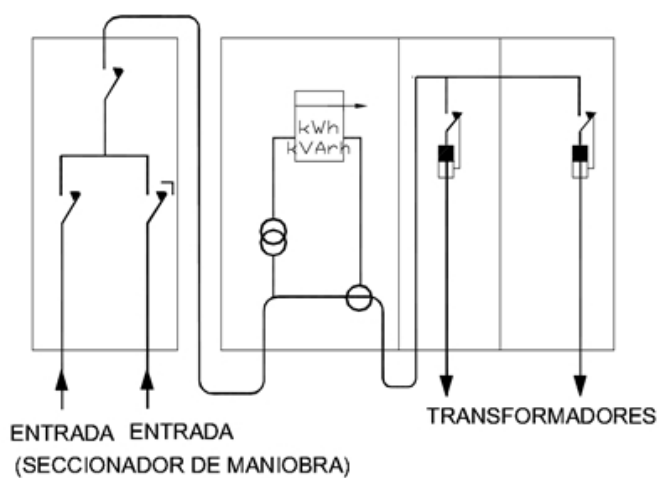 kWh
kVArh
TRANSFORMADORES
ENTRADA ENTRADA
(SECCIONADOR DE MANIOBRA)